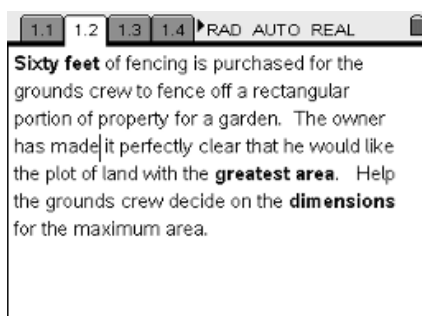 1.1 1.2 1.3 1.4 RAD AUTO REAL
Sixty feet of fencing is purchased for the
grounds crew to fence off a rectangular
portion of property for a garden. The owner
has made it perfectly clear that he would like
the plot of land with the greatest area. Help
the grounds crew decide on the dimensions
for the maximum area.